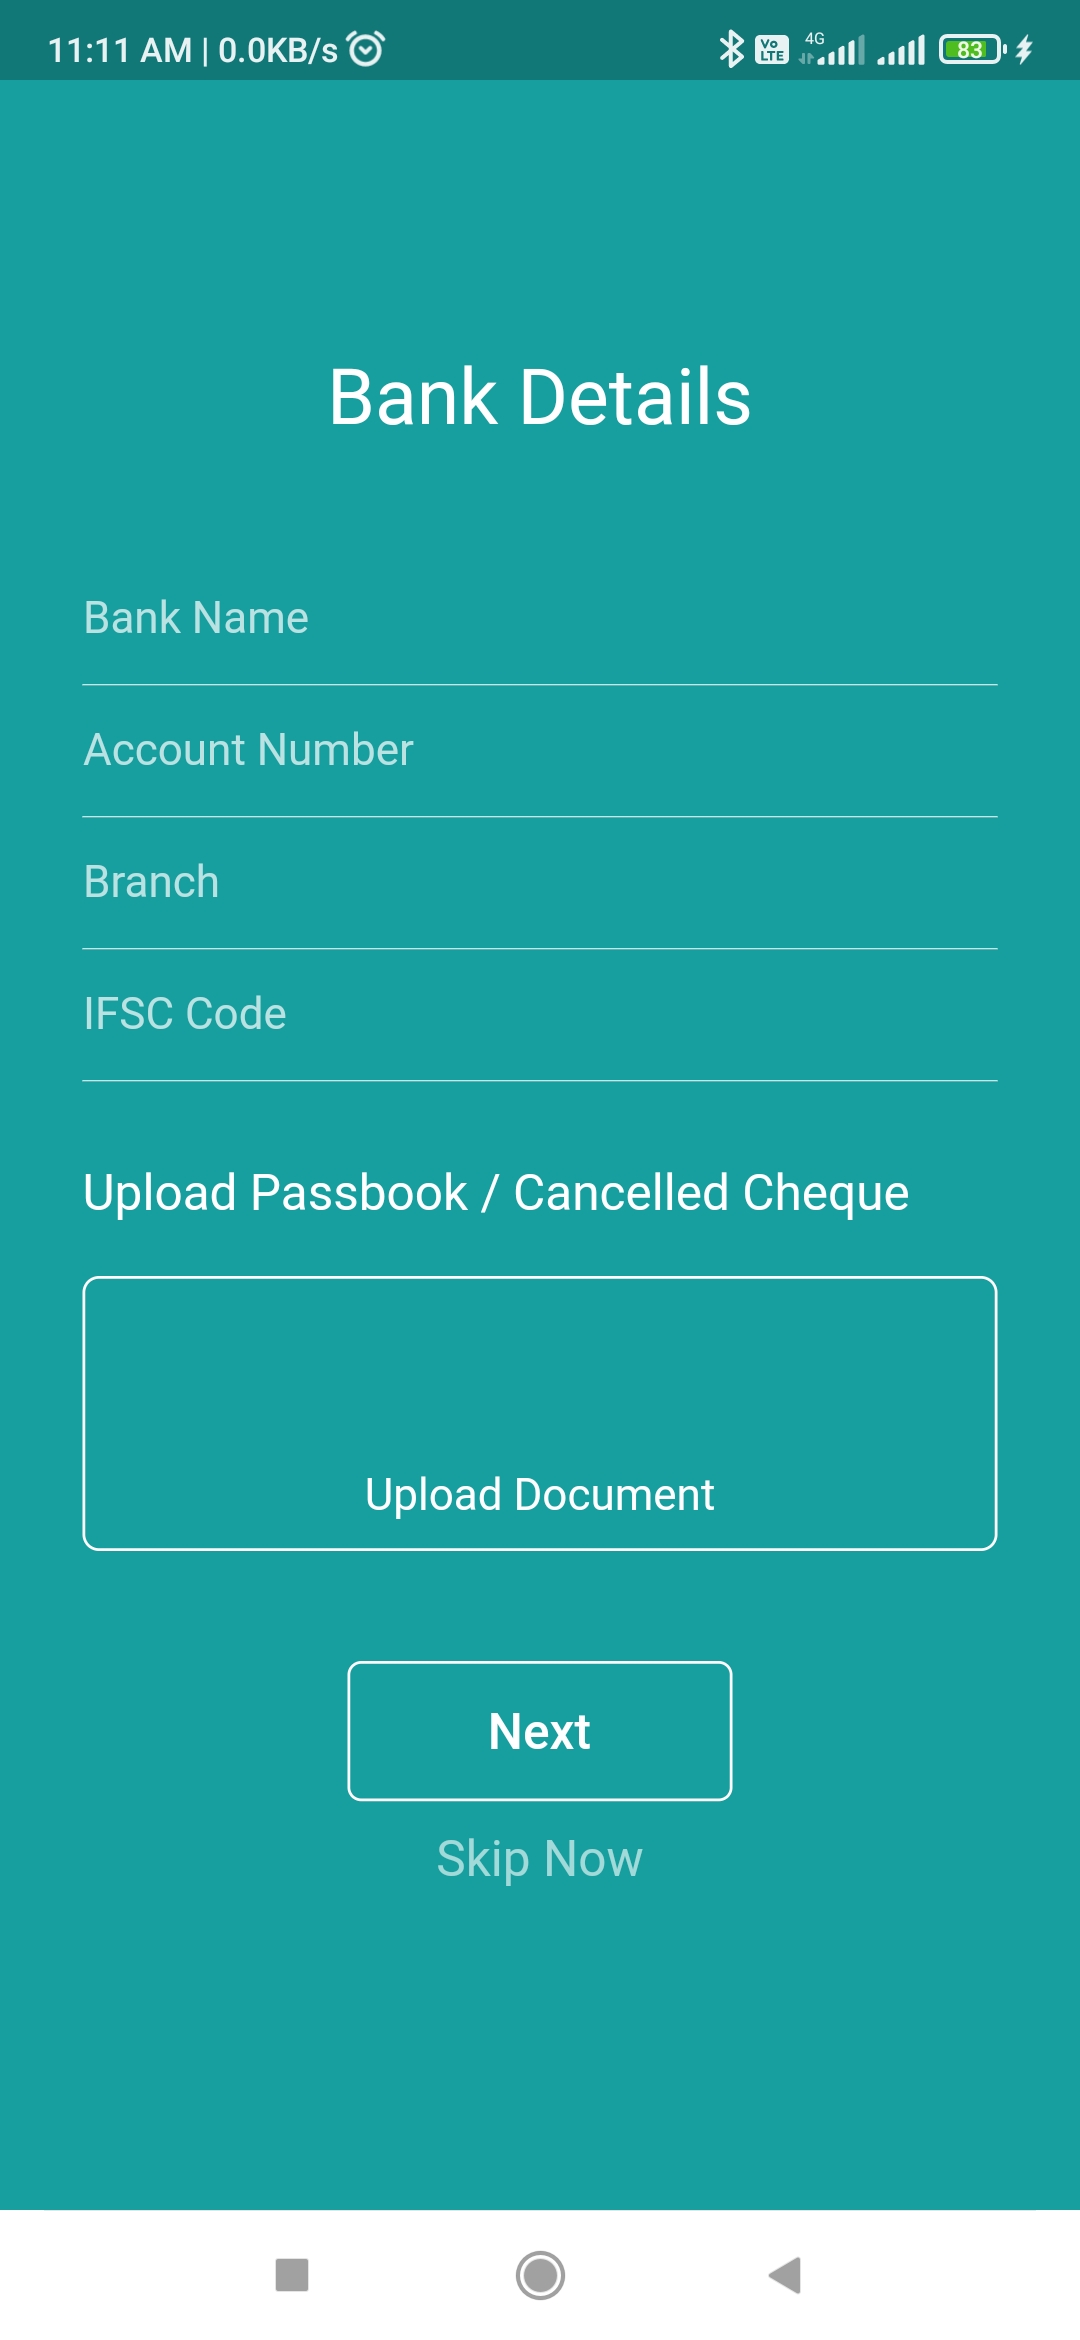 11:11 AM | 0.0KB/s
Vo LTE 4G 83
Bank Details
Bank Name
Account Number
Branch
IFSC Code
Upload Passbook / Cancelled Cheque
Upload Document
Next
Skip Now